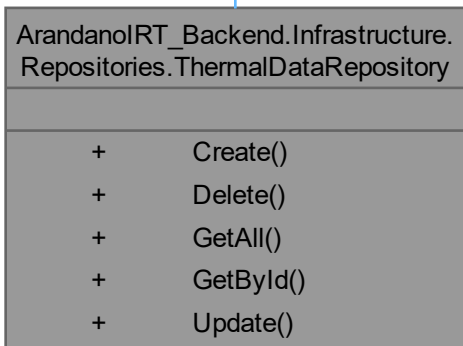 ArandanoIRT_Backend.Infrastructure.
Repositories.ThermalDataRepository
+ Create()
+ Delete()
+ GetAll()
+ GetById()
+ Update()